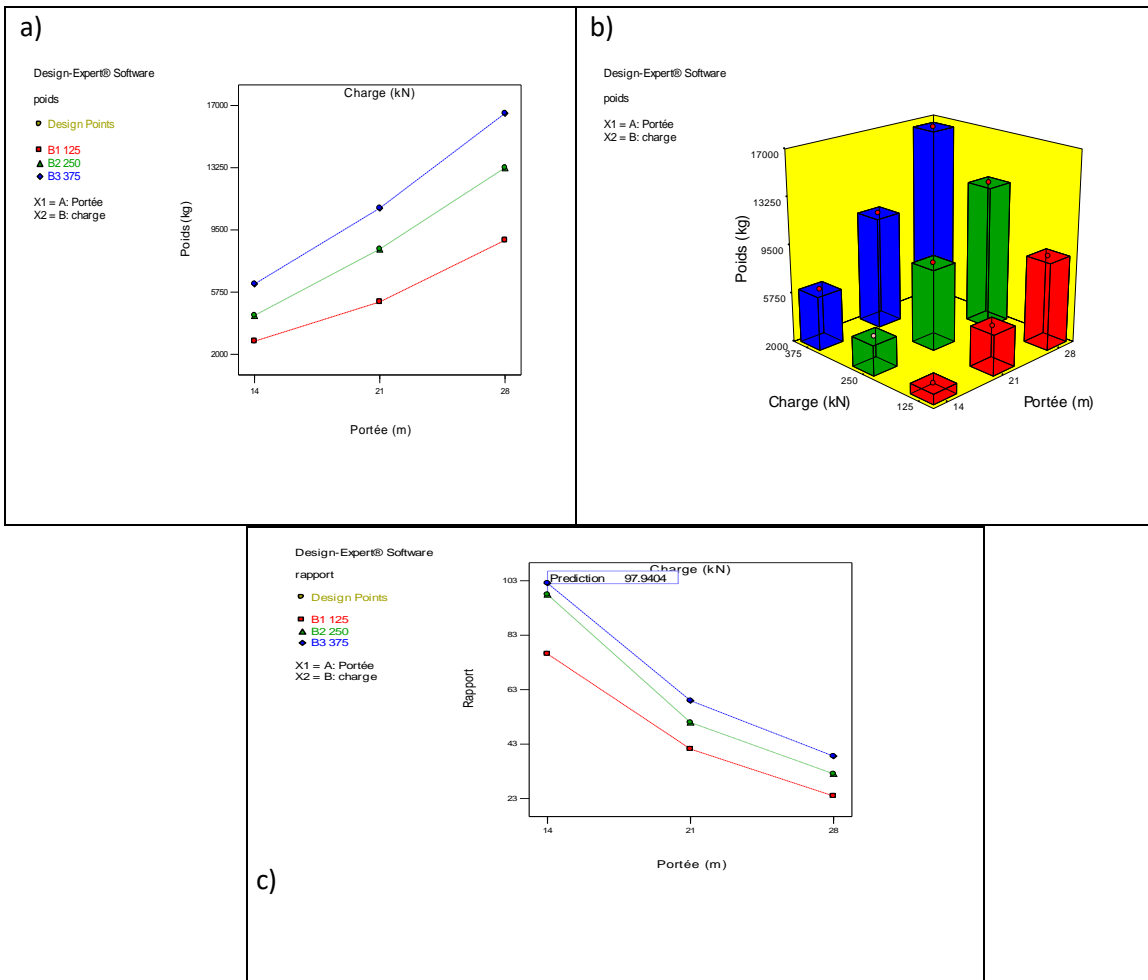 a)
Design-Expert® Software
poids
Design Points
B1 125
B2 250
B3 375
X1 = A: Portée
X2 = B: charge
Charge (kN)
17000
13250
9500
5750
2000
Poids (kg)
14 21 28
Portée (m)
b)
Design-Expert® Software
poids
X1 = A: Portée
X2 = B: charge
17000
13250
9500
5750
2000
Poids (kg)
375
250
125
Charge (kN)
14
21
28
Portée (m)
Design-Expert® Software
rapport
Design Points
B1 125
B2 250
B3 375
X1 = A: Portée
X2 = B: charge
Charge (kN)
Prediction 97.9404
103
83
63
43
23
Rapport
14 21 28
Portée (m)
c)